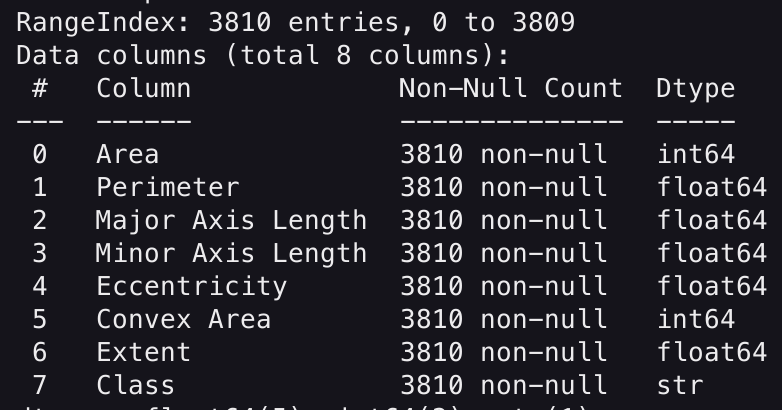 RangeIndex: 3810 entries, 0 to 3809
Data columns (total 8 columns):
 #   Column             Non-Null Count  Dtype
---  ------             --------------  -----
 0   Area               3810 non-null   int64
 1   Perimeter          3810 non-null   float64
 2   Major Axis Length  3810 non-null   float64
 3   Minor Axis Length  3810 non-null   float64
 4   Eccentricity       3810 non-null   float64
 5   Convex Area        3810 non-null   int64
 6   Extent             3810 non-null   float64
 7   Class              3810 non-null   str